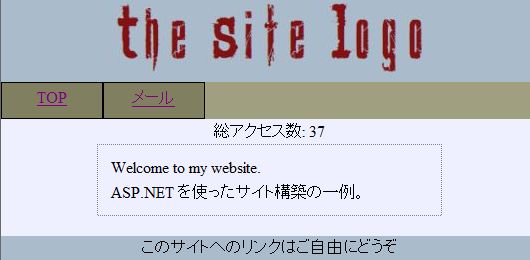 the site logo
TOP メール
総アクセス数: 37
Welcome to my website.
ASP.NETを使ったサイト構築の一例。
このサイトへのリンクはご自由にどうぞ